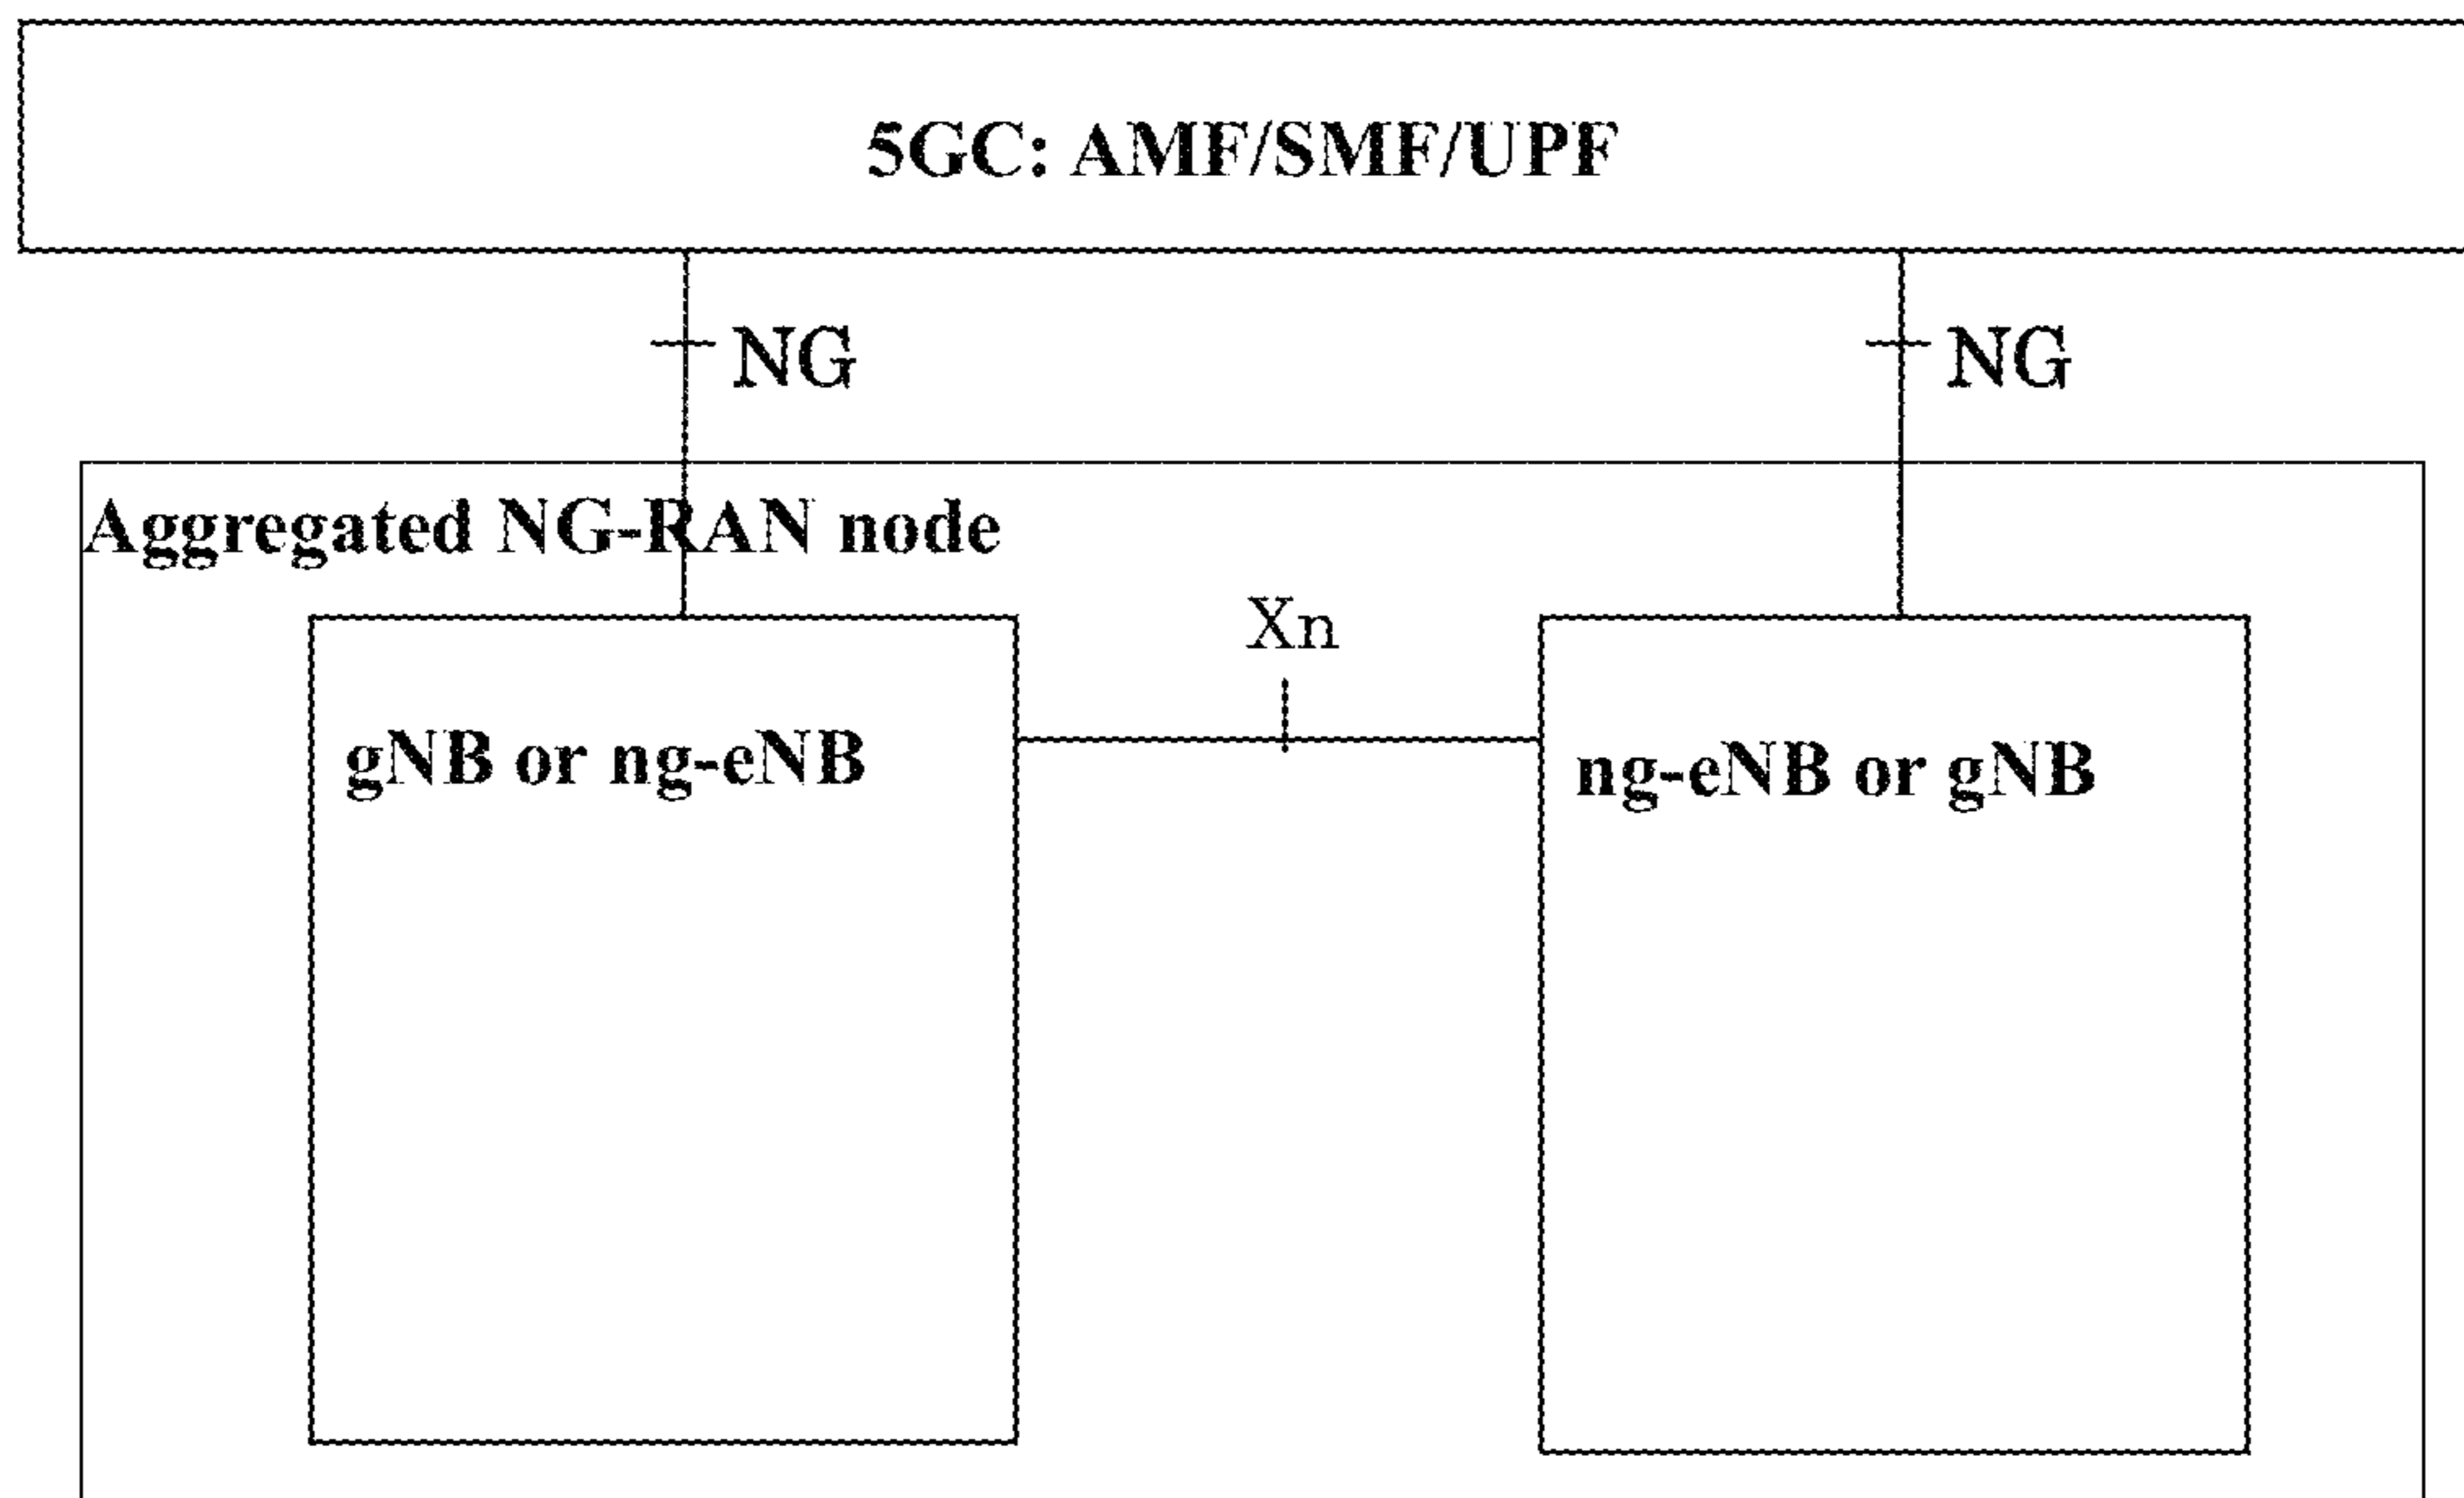 5GC: AMF/SMF/UPF
NG
NG
Aggregated NG-RAN node
Xn
gNB or ng-eNB
ng-eNB or gNB